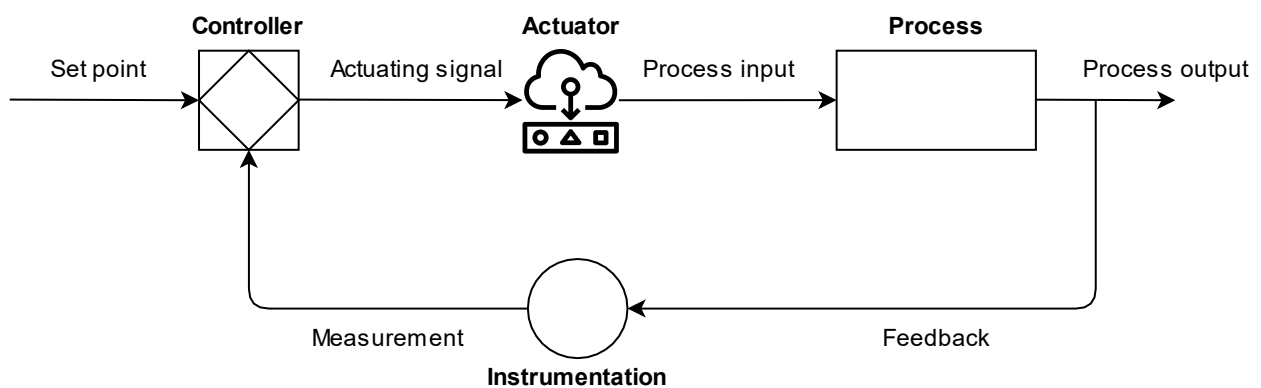 Controller
Actuator
Process
Set point
Actuating signal
Process input
Process output
Measurement
Feedback
Instrumentation